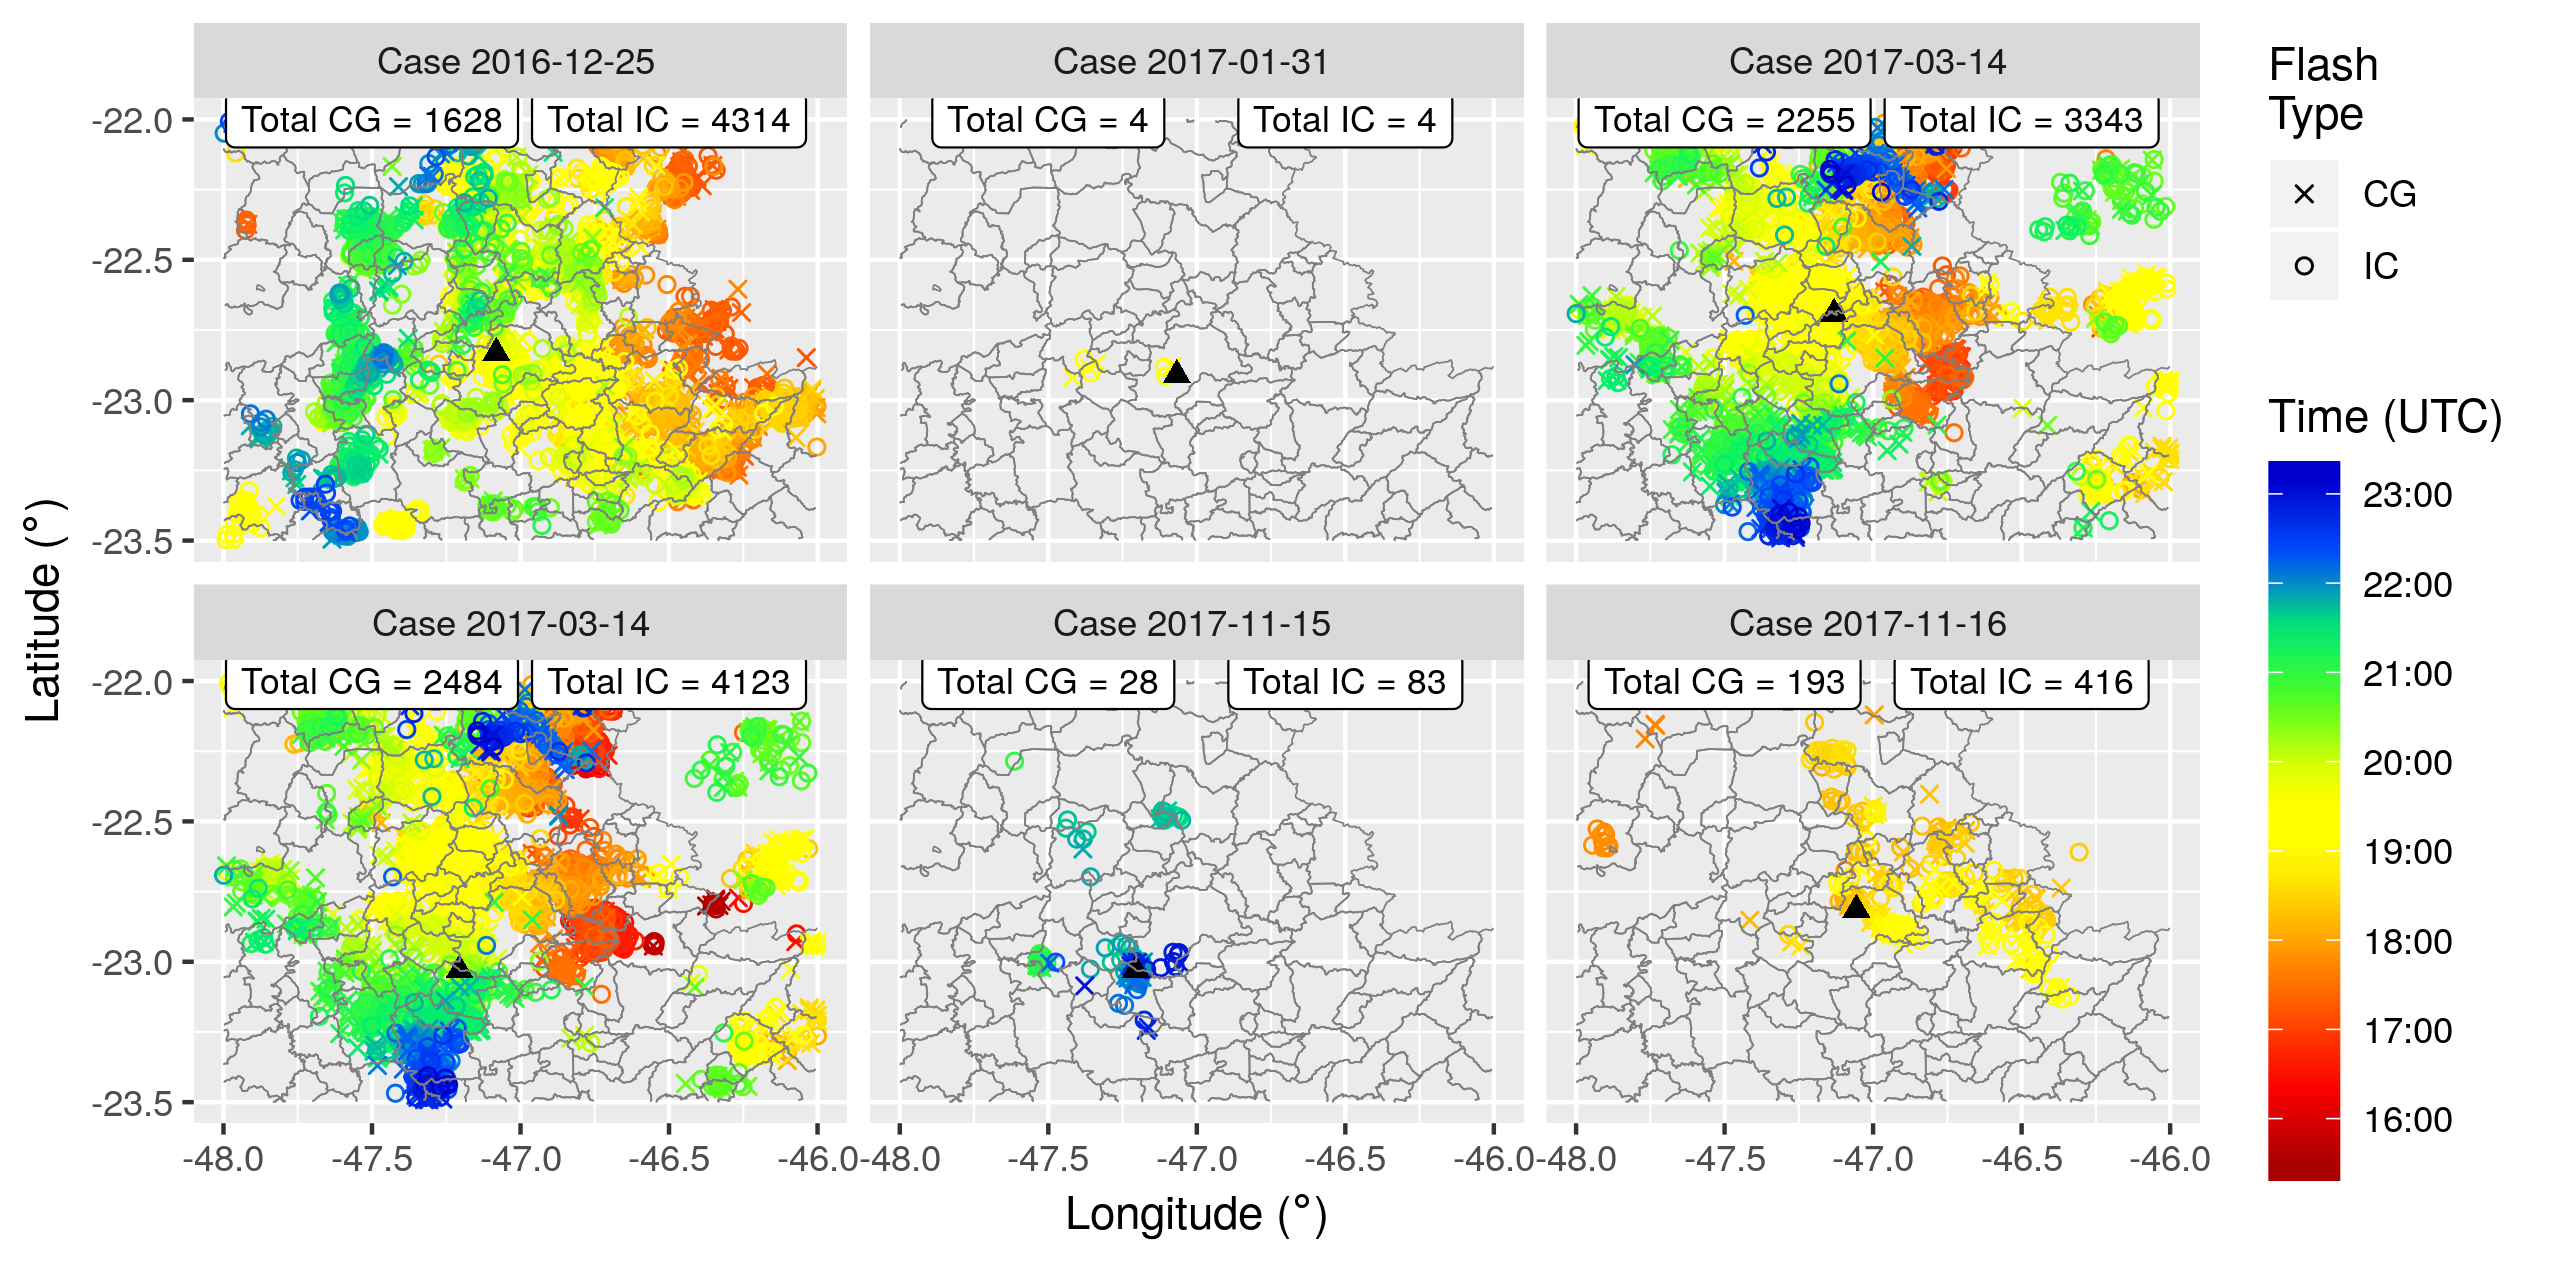 Case 2016-12-25
Case 2017-01-31
Case 2017-03-14
Total CG = 1628
Total IC = 4314
Total CG = 4
Total IC = 4
Total CG = 2255
Total IC = 3343
-22.0
-22.5
-23.0
-23.5
Case 2017-03-14
Case 2017-11-15
Case 2017-11-16
Total CG = 2484
Total IC = 4123
Total CG = 28
Total IC = 83
Total CG = 193
Total IC = 416
-22.0
-22.5
-23.0
-23.5
-48.0
-47.5
-47.0
-46.5
-46.0
-48.0
-47.5
-47.0
-46.5
-46.0
-48.0
-47.5
-47.0
-46.5
-46.0
Longitude (°)
Latitude (°)
Flash
Type
CG
IC
Time (UTC)
23:00
22:00
21:00
20:00
19:00
18:00
17:00
16:00